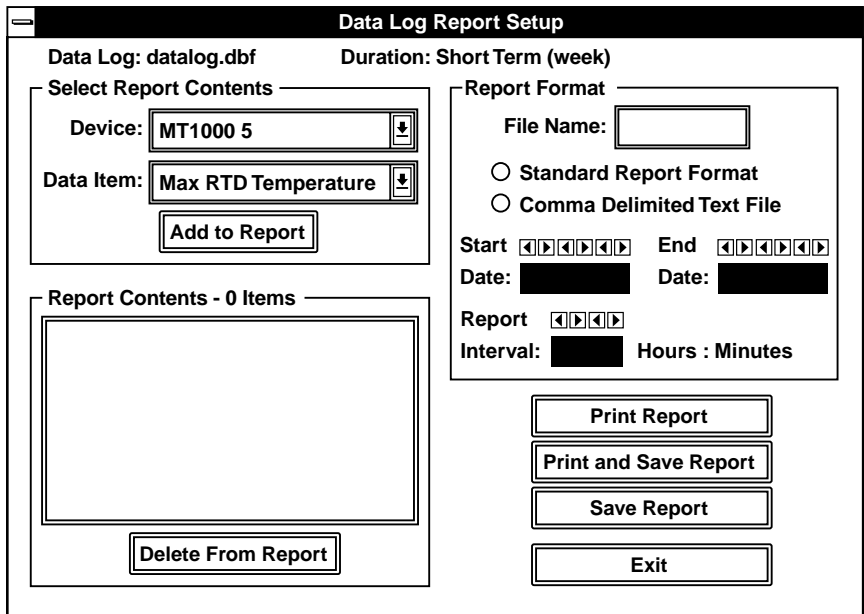 Data Log Report Setup
Data Log: datalog.dbf Duration: Short Term (week)
Select Report Contents
Device: MT1000 5
Data Item: Max RTD Temperature
Add to Report
Report Contents - 0 Items
Delete From Report
Report Format
File Name:
Standard Report Format
Comma Delimited Text File
Start End
Date: Date:
Report
Interval: Hours : Minutes
Print Report
Print and Save Report
Save Report
Exit